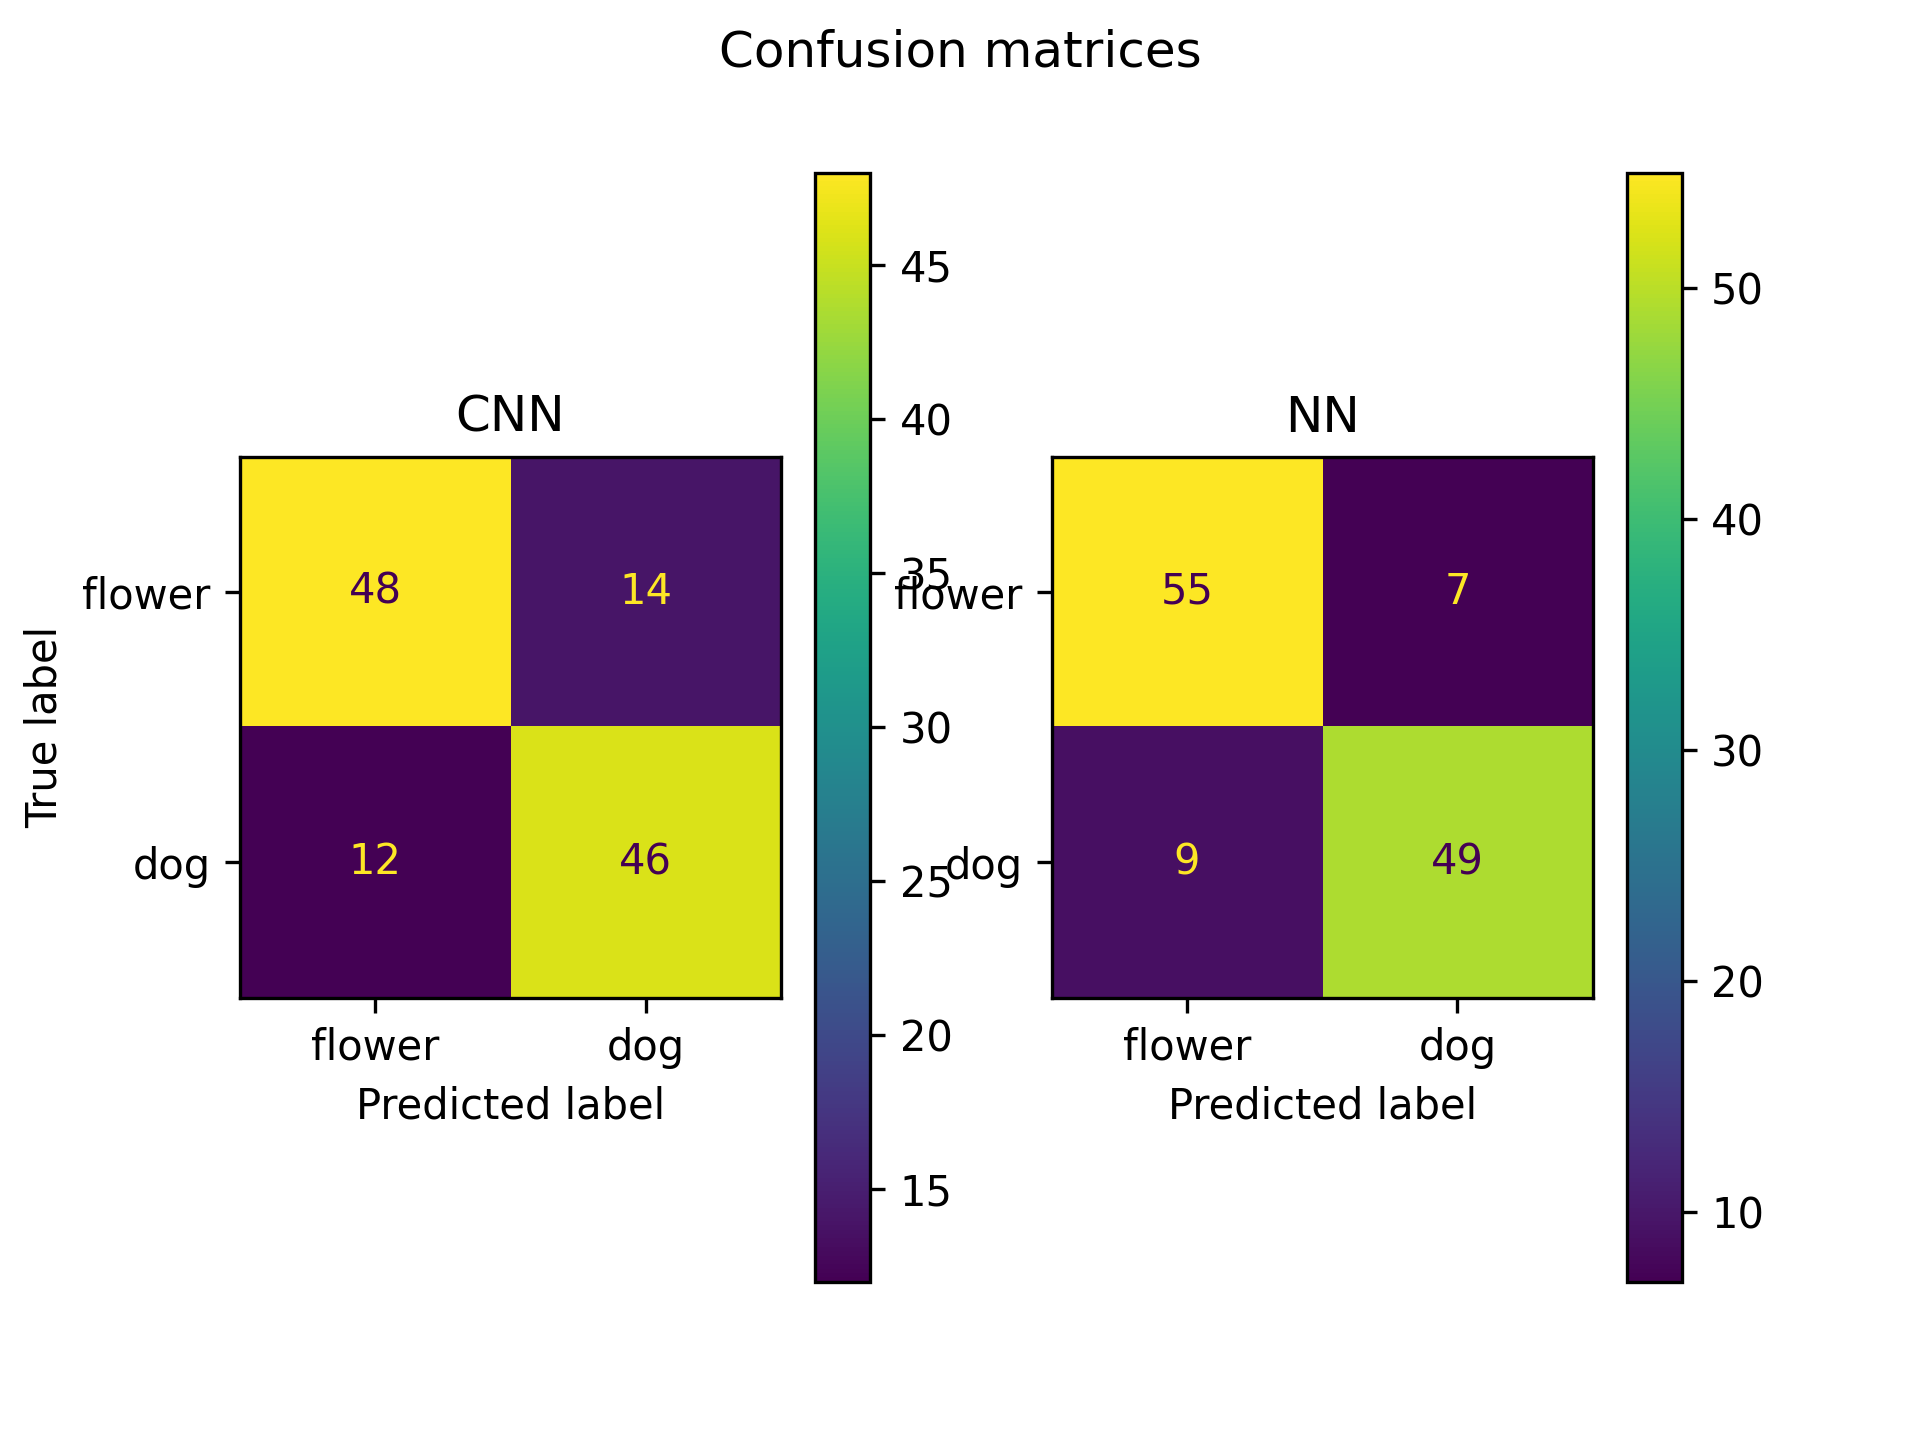 Confusion matrices
CNN
True label
flower
dog
48 14
12 46
flower dog
Predicted label
45
40
35
30
25
20
15
NN
flower
dog
55 7
9 49
flower dog
Predicted label
50
40
30
20
10